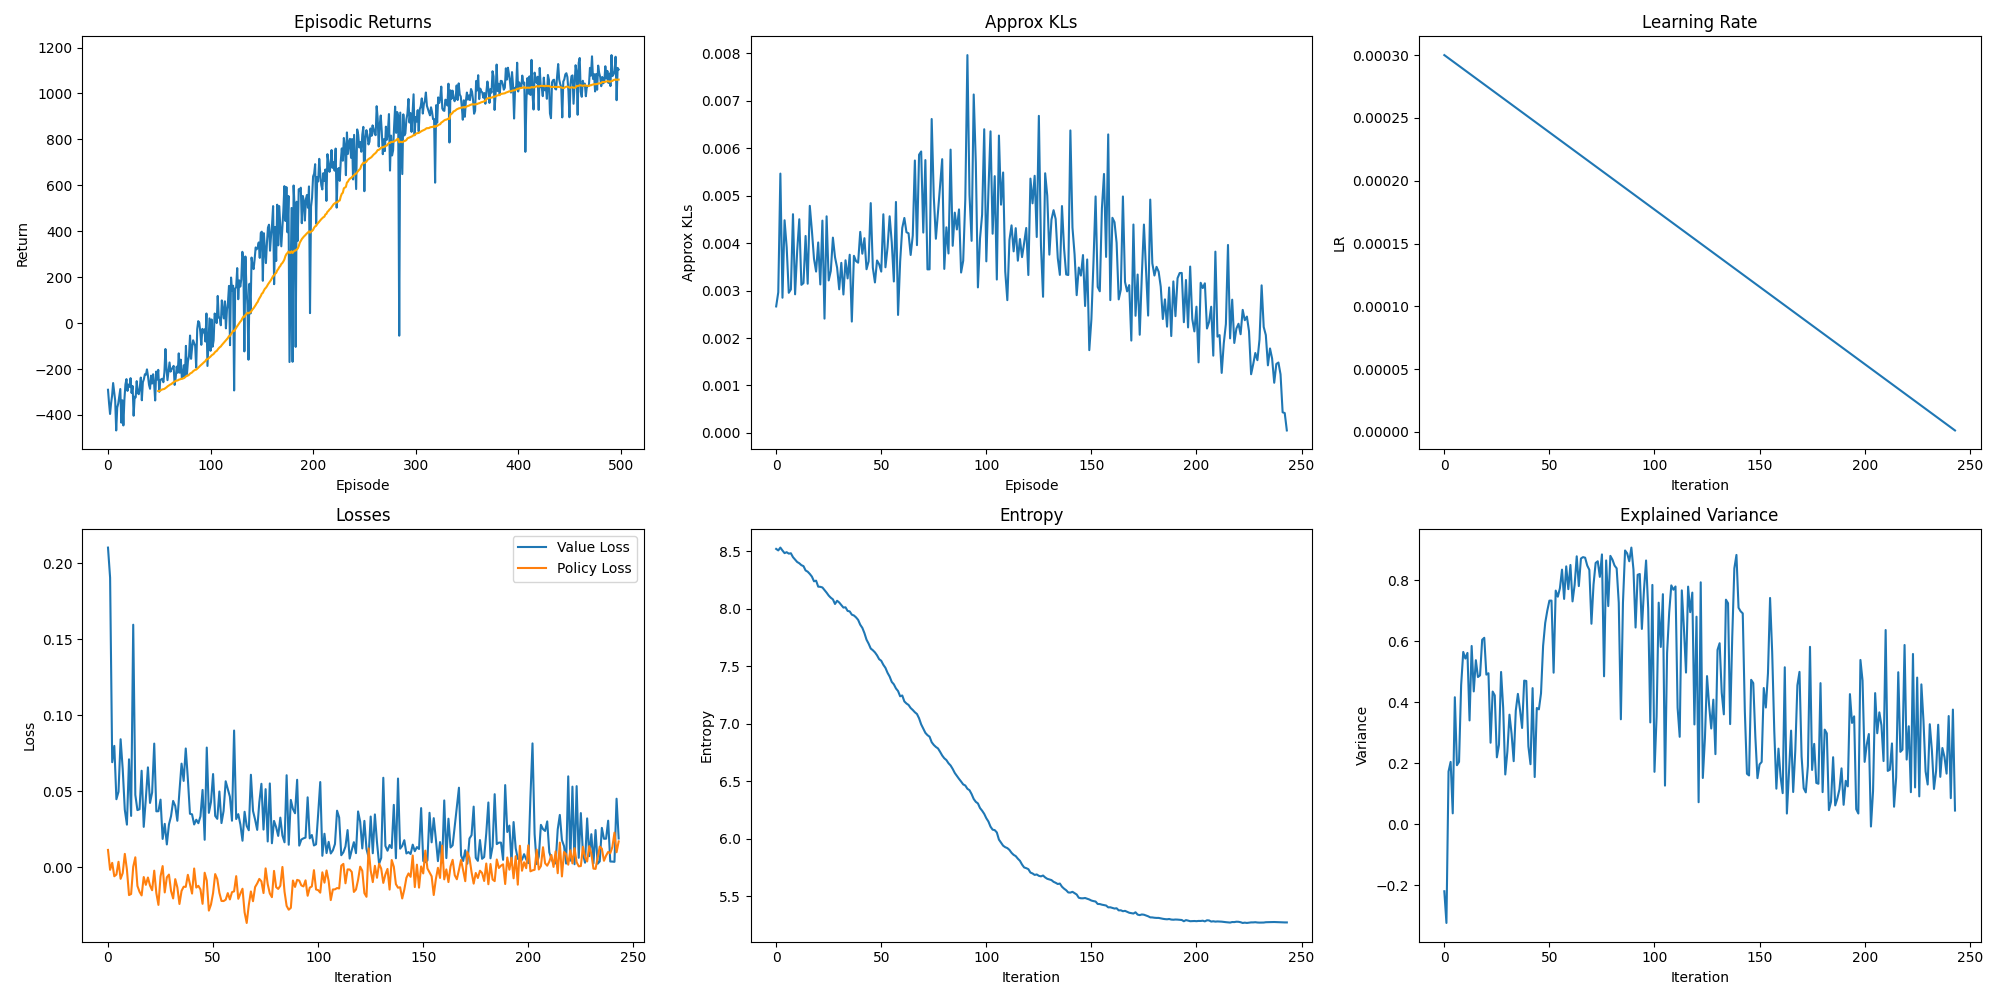 Episodic Returns
1200
1000
800
600
400
200
0
−200
−400
Return
0 100 200 300 400 500
Episode
Approx KLs
0.008
0.007
0.006
0.005
0.004
0.003
0.002
0.001
0.000
Approx KLs
0 50 100 150 200 250
Episode
Learning Rate
0.00030
0.00025
0.00020
0.00015
0.00010
0.00005
0.00000
LR
0 50 100 150 200 250
Iteration
Losses
Value Loss
Policy Loss
0.20
0.15
0.10
0.05
0.00
Loss
0 50 100 150 200 250
Iteration
Entropy
8.5
8.0
7.5
7.0
6.5
6.0
5.5
Entropy
0 50 100 150 200 250
Iteration
Explained Variance
0.8
0.6
0.4
0.2
0.0
−0.2
Variance
0 50 100 150 200 250
Iteration